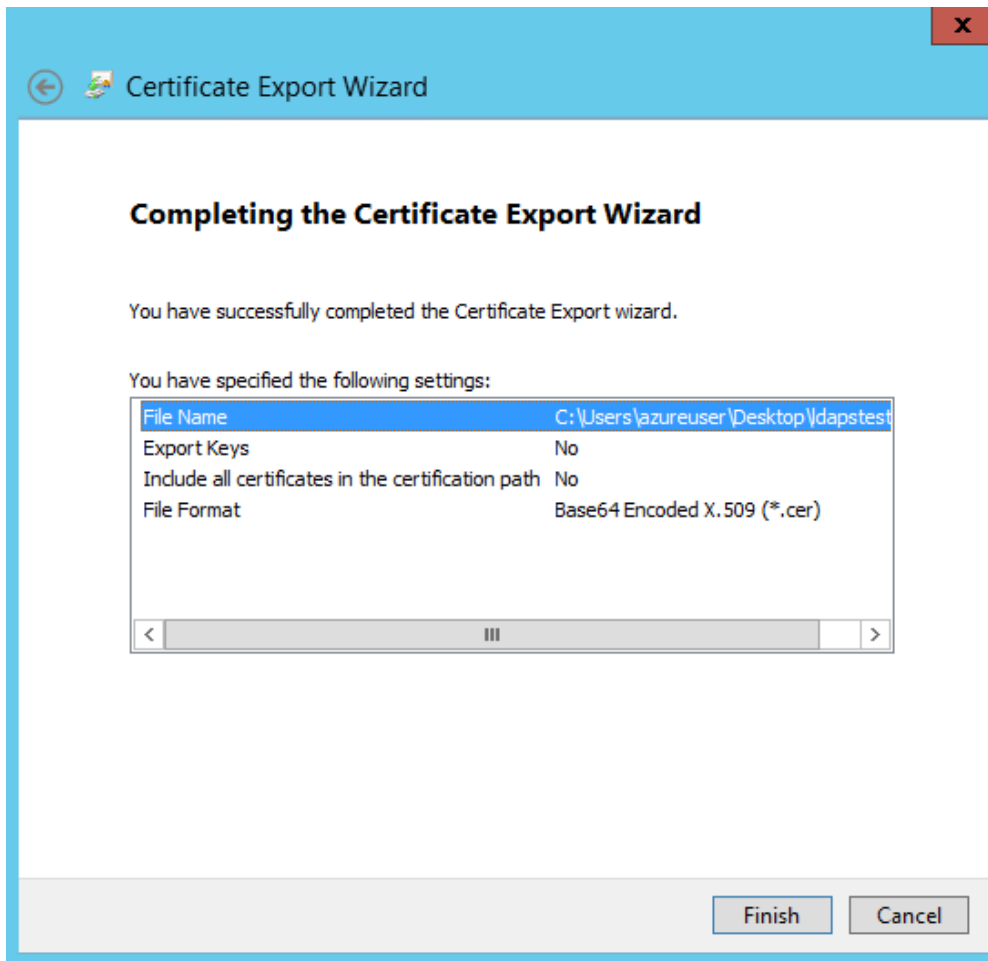 x
Certificate Export Wizard
Completing the Certificate Export Wizard
You have successfully completed the Certificate Export wizard.
You have specified the following settings:
File Name C:\Users\azureuser\Desktop\ldapstest
Export Keys No
Include all certificates in the certification path No
File Format Base64 Encoded X.509 (*.cer)
Finish Cancel